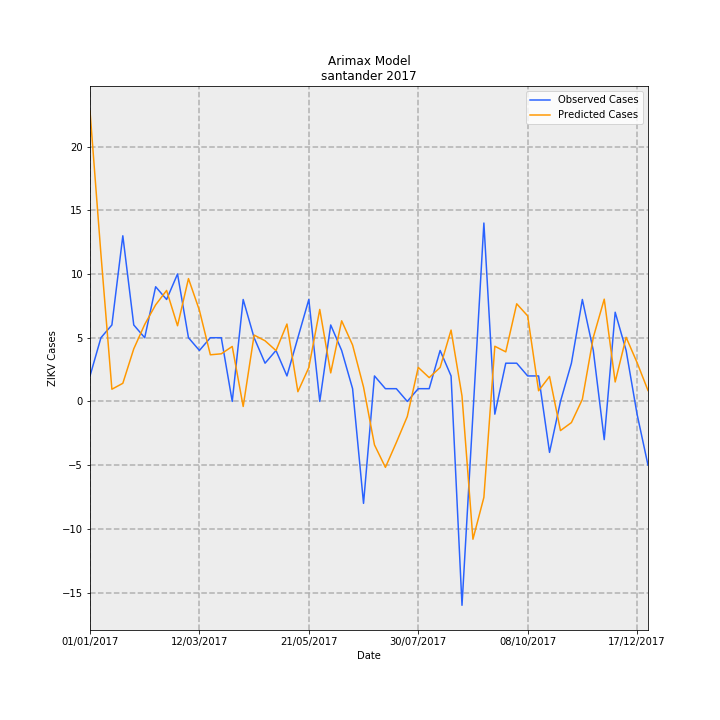 Arimax Model
santander 2017
Observed Cases
Predicted Cases
ZIKV Cases
20
15
10
5
0
−5
−10
−15
01/01/2017 12/03/2017 21/05/2017 30/07/2017 08/10/2017 17/12/2017
Date